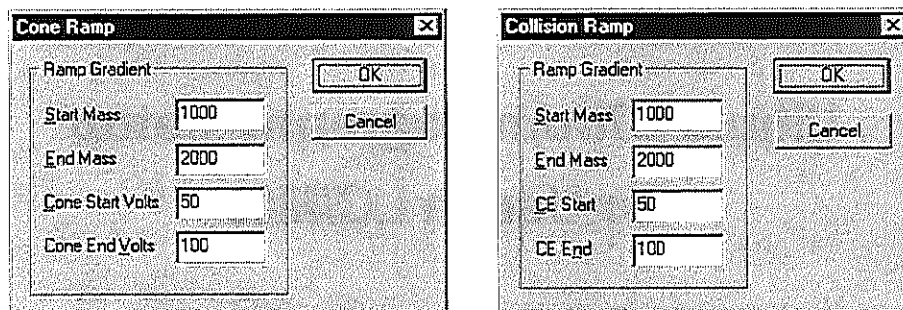 Cone Ramp
Ramp Gradient
OK
Start Mass 1000
Cancel
End Mass 2000
Cone Start Volts 50
Cone End Volts 100
Collision Ramp
Ramp Gradient
OK
Start Mass 1000
Cancel
End Mass 2000
CE Start 50
CE End 100